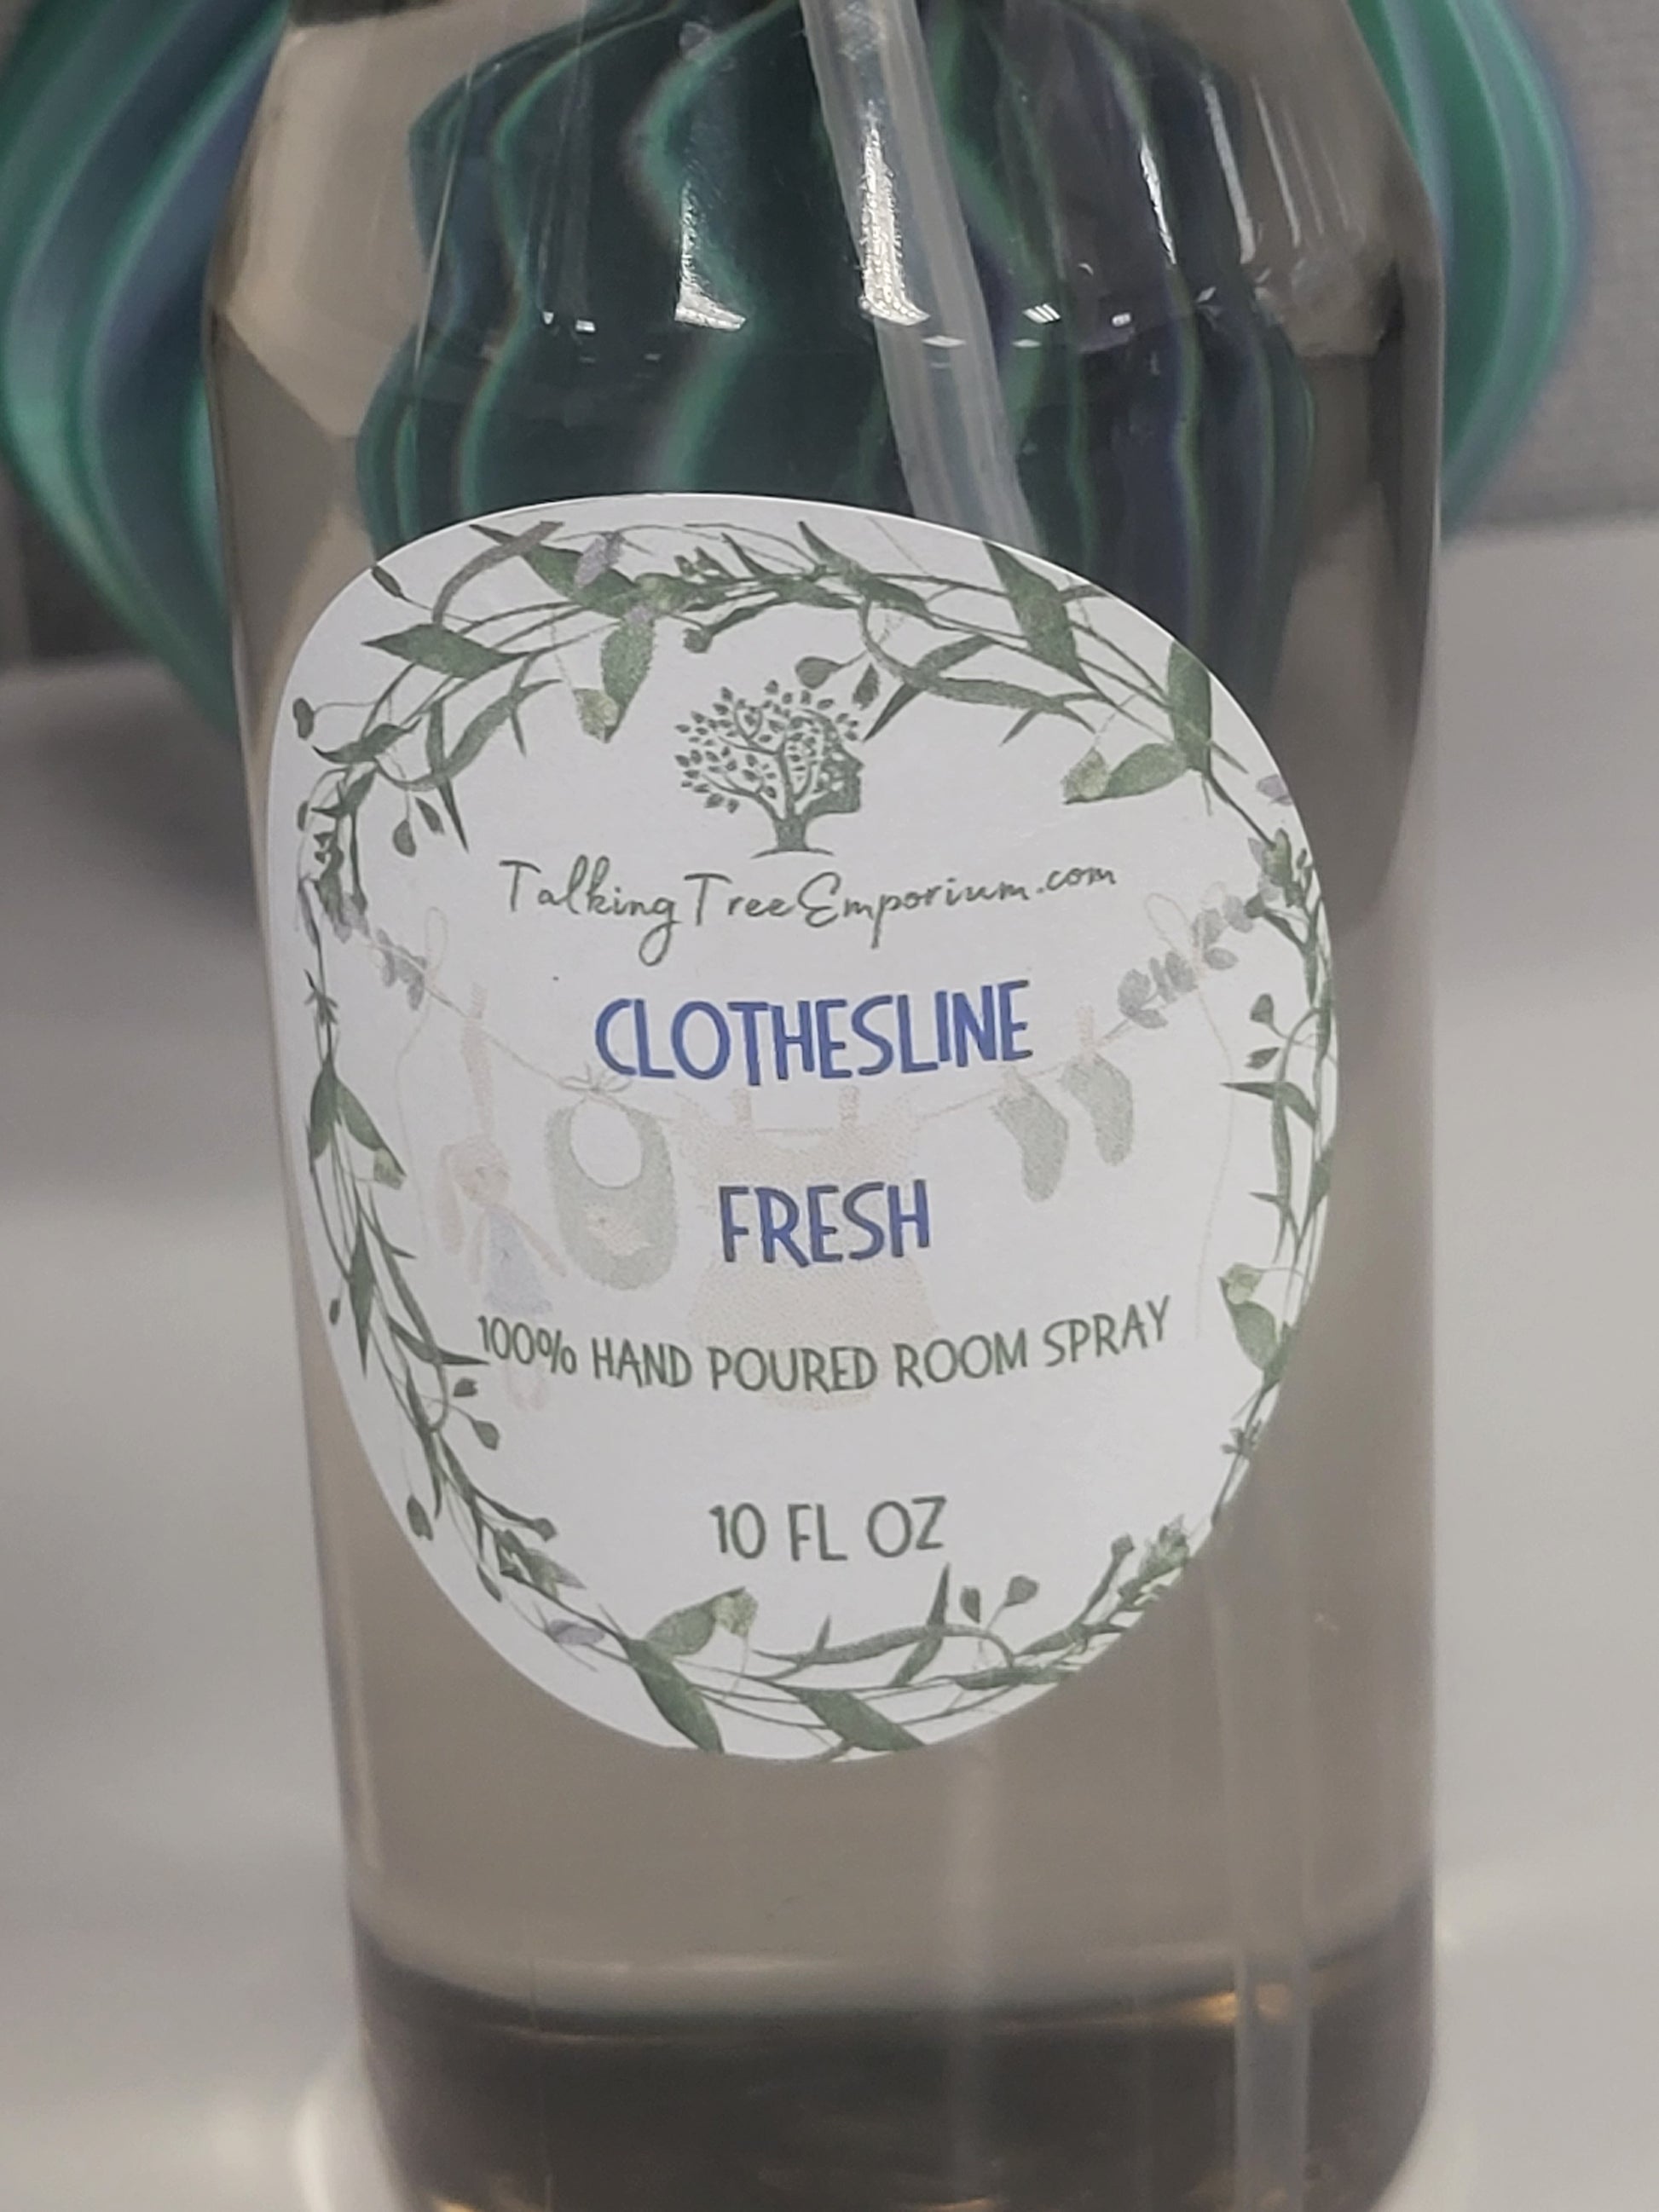 TalkingTreeEmporium.com
CLOTHESLINE
FRESH
100% HAND POURED ROOM SPRAY
10 FL OZ